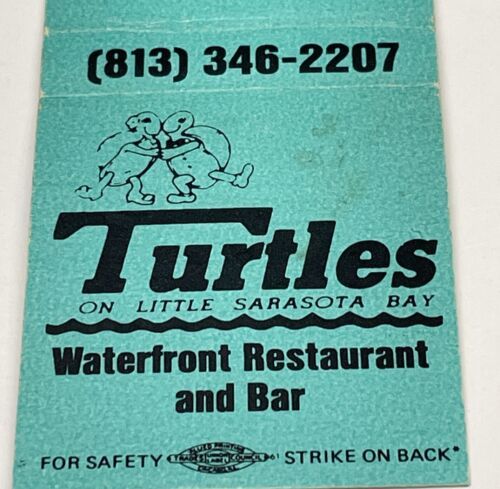 (813) 346-2207
Turtles
ON LITTLE SARASOTA BAY
Waterfront Restaurant
and Bar
FOR SAFETY STRIKE ON BACK*